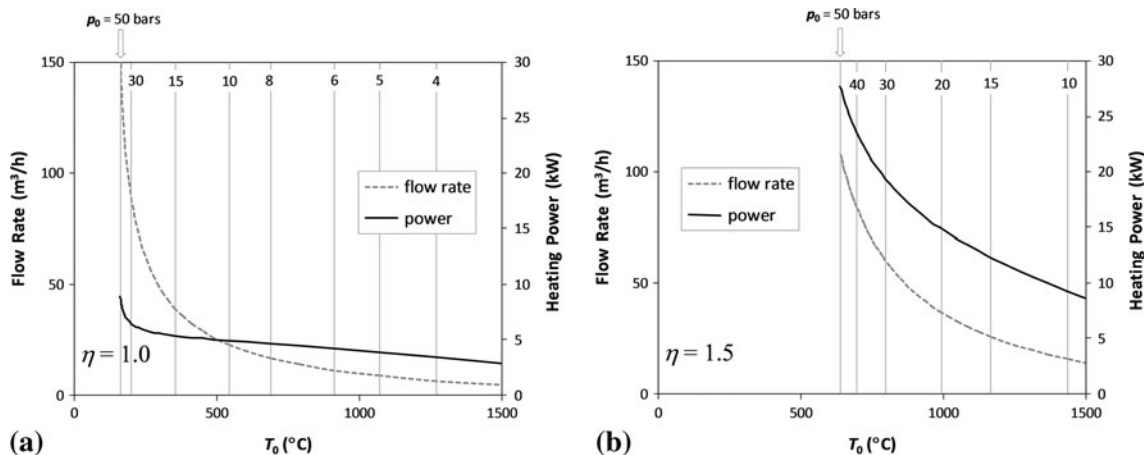 p₀ = 50 bars
150
100
50
0
Flow Rate (m³/h)
30
25
20
15
10
5
0
Heating Power (kW)
30 15 10 8 6 5 4
flow rate
power
η = 1.0
0 500 1000 1500
T₀ (°C)
(a)
p₀ = 50 bars
150
100
50
0
Flow Rate (m³/h)
30
25
20
15
10
5
0
Heating Power (kW)
40 30 20 15 10
flow rate
power
η = 1.5
0 500 1000 1500
T₀ (°C)
(b)